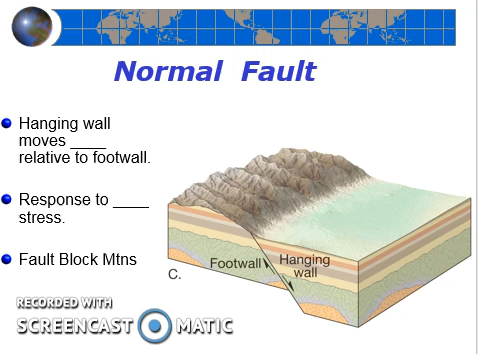 Normal Fault
Hanging wall
moves ____
relative to footwall.
Response to ____
stress.
Fault Block Mtns
Footwall
Hanging
wall
C.
RECORDED WITH
SCREENCAST MATIC